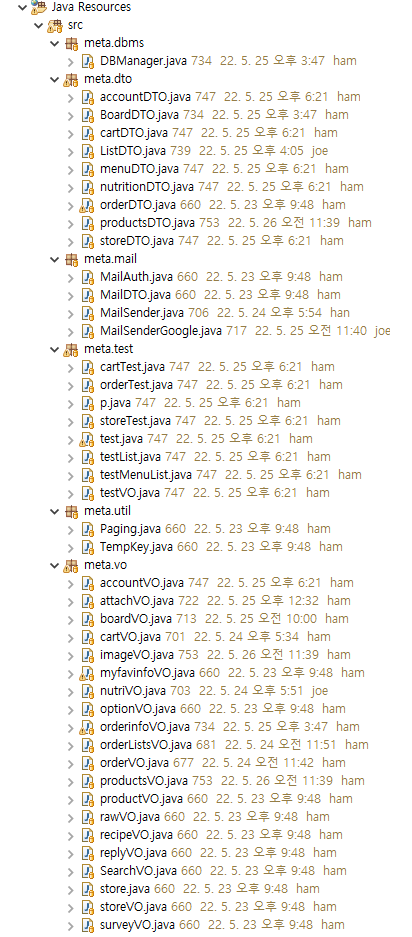 Java Resources
src
meta.dbms
DBManager.java 734 22. 5. 25 오후 3:47 ham
meta.dto
accountDTO.java 747 22. 5. 25 오후 6:21 ham
BoardDTO.java 734 22. 5. 25 오후 3:47 ham
cartDTO.java 747 22. 5. 25 오후 6:21 ham
ListDTO.java 739 22. 5. 25 오후 4:05 joe
menuDTO.java 747 22. 5. 25 오후 6:21 ham
nutritionDTO.java 747 22. 5. 25 오후 6:21 ham
orderDTO.java 660 22. 5. 23 오후 9:48 ham
productsDTO.java 753 22. 5. 26 오전 11:39 ham
storeDTO.java 747 22. 5. 25 오후 6:21 ham
meta.mail
MailAuth.java 660 22. 5. 23 오후 9:48 ham
MailDTO.java 660 22. 5. 23 오후 9:48 ham
MailSender.java 706 22. 5. 24 오후 5:54 han
MailSenderGoogle.java 717 22. 5. 25 오전 11:40 joe
meta.test
cartTest.java 747 22. 5. 25 오후 6:21 ham
orderTest.java 747 22. 5. 25 오후 6:21 ham
p.java 747 22. 5. 25 오후 6:21 ham
storeTest.java 747 22. 5. 25 오후 6:21 ham
test.java 747 22. 5. 25 오후 6:21 ham
testList.java 747 22. 5. 25 오후 6:21 ham
testMenuList.java 747 22. 5. 25 오후 6:21 ham
testVO.java 747 22. 5. 25 오후 6:21 ham
meta.util
Paging.java 660 22. 5. 23 오후 9:48 ham
TempKey.java 660 22. 5. 23 오후 9:48 ham
meta.vo
accountVO.java 747 22. 5. 25 오후 6:21 ham
attachVO.java 722 22. 5. 25 오후 12:32 ham
boardVO.java 713 22. 5. 25 오전 10:00 ham
cartVO.java 701 22. 5. 24 오후 5:34 ham
imageVO.java 753 22. 5. 26 오전 11:39 ham
myfavinfoVO.java 660 22. 5. 23 오후 9:48 ham
nutriVO.java 703 22. 5. 24 오후 5:51 joe
optionVO.java 660 22. 5. 23 오후 9:48 ham
orderinfoVO.java 734 22. 5. 25 오후 3:47 ham
orderListsVO.java 681 22. 5. 24 오전 11:51 ham
orderVO.java 677 22. 5. 24 오전 11:42 ham
productsVO.java 753 22. 5. 26 오전 11:39 ham
productVO.java 660 22. 5. 23 오후 9:48 ham
rawVO.java 660 22. 5. 23 오후 9:48 ham
recipeVO.java 660 22. 5. 23 오후 9:48 ham
replyVO.java 660 22. 5. 23 오후 9:48 ham
SearchVO.java 660 22. 5. 23 오후 9:48 ham
store.java 660 22. 5. 23 오후 9:48 ham
storeVO.java 660 22. 5. 23 오후 9:48 ham
surveyVO.java 660 22. 5. 23 오후 9:48 ham